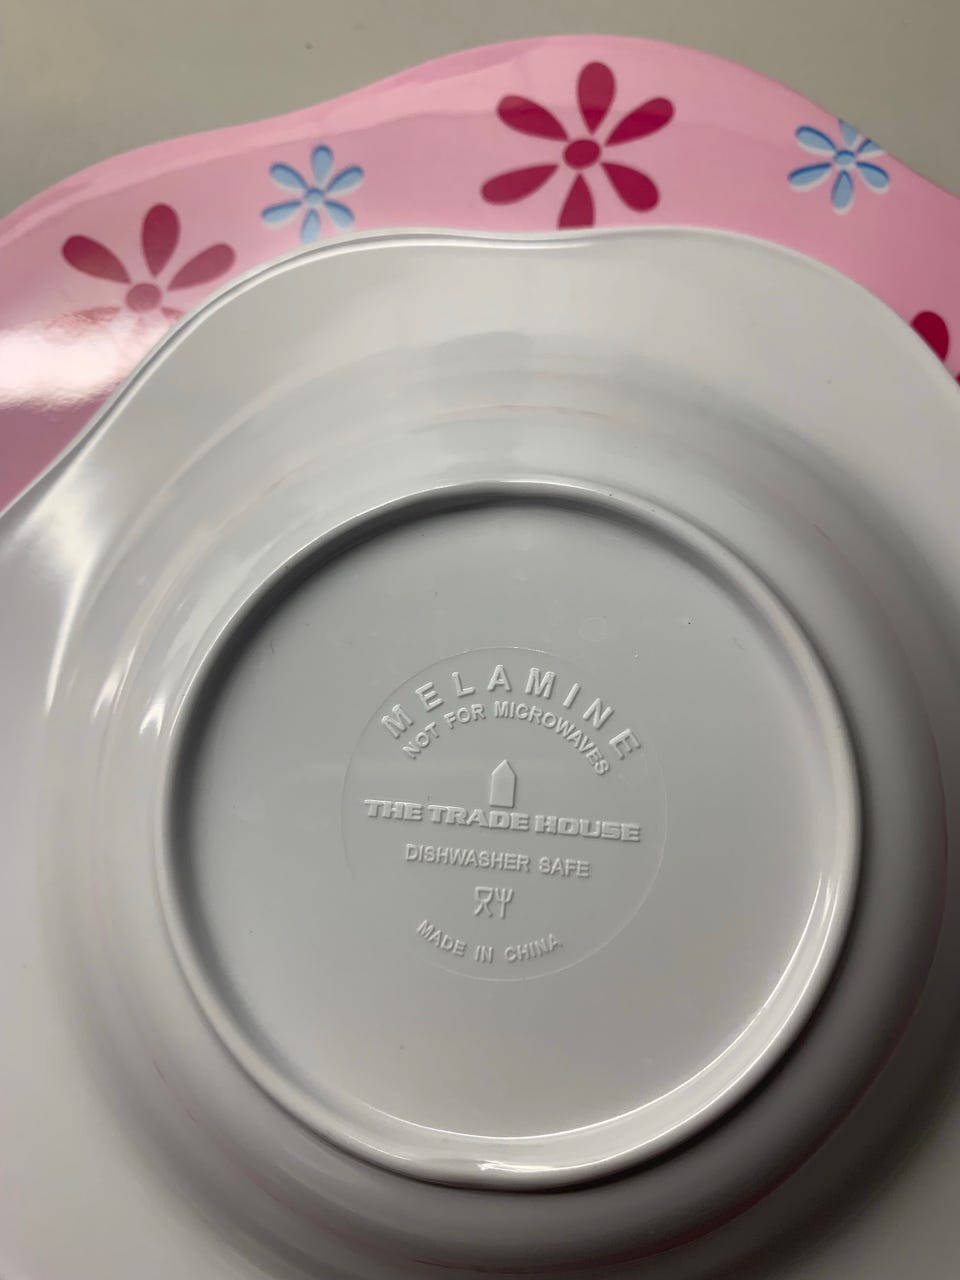 MELAMINE
NOT FOR MICROWAVES
THE TRADE HOUSE
DISHWASHER SAFE
MADE IN CHINA